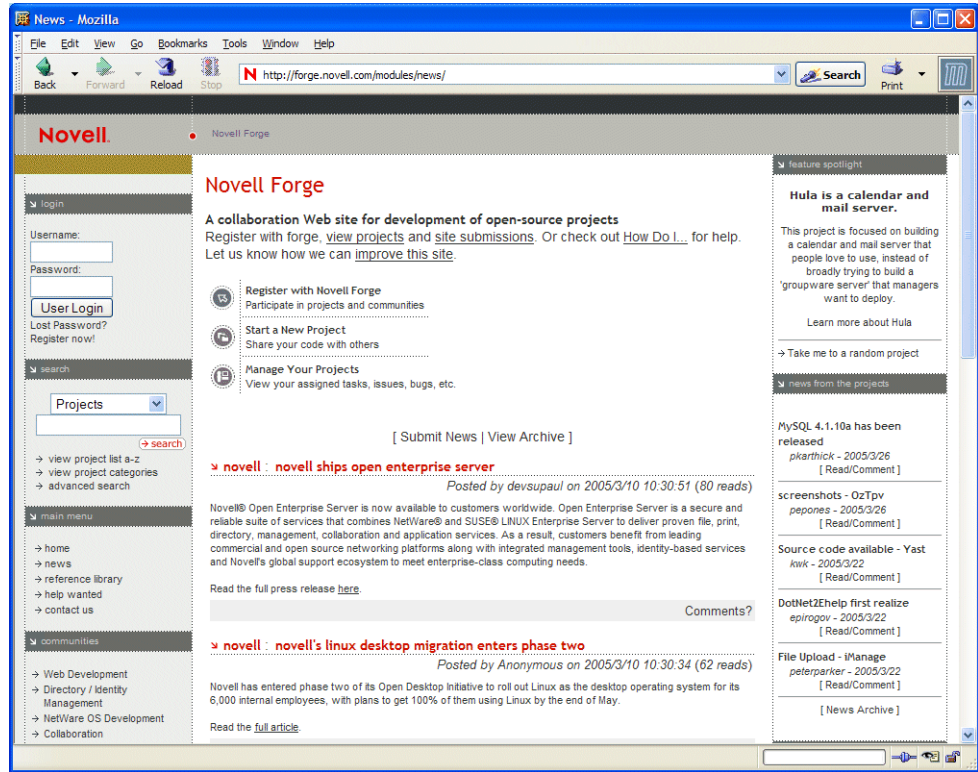 News - Mozilla
File Edit View Go Bookmarks Tools Window Help
Back Forward Reload Stop
http://forge.novell.com/modules/news/
Search
Print
Novell.
Novell Forge
login
Username:
Password:
User Login
Lost Password?
Register now!
search
Projects
search
view project list a-z
view project categories
advanced search
main menu
home
news
reference library
help wanted
contact us
communities
Web Development
Directory / Identity
Management
NetWare OS Development
Collaboration
Novell Forge
A collaboration Web site for development of open-source projects
Register with forge, view projects and site submissions. Or check out How Do I... for help.
Let us know how we can improve this site.
Register with Novell Forge
Participate in projects and communities
Start a New Project
Share your code with others
Manage Your Projects
View your assigned tasks, issues, bugs, etc.
[ Submit News | View Archive ]
novell : novell ships open enterprise server
Posted by devsupaul on 2005/3/10 10:30:51 (80 reads)
Novell® Open Enterprise Server is now available to customers worldwide. Open Enterprise Server is a secure and
reliable suite of services that combines NetWare® and SUSE® LINUX Enterprise Server to deliver proven file, print,
directory, management, collaboration and application services. As a result, customers benefit from leading
commercial and open source networking platforms along with integrated management tools, identity-based services
and Novell's global support ecosystem to meet enterprise-class computing needs.
Read the full press release here.
Comments?
novell : novell's linux desktop migration enters phase two
Posted by Anonymous on 2005/3/10 10:30:34 (62 reads)
Novell has entered phase two of its Open Desktop Initiative to roll out Linux as the desktop operating system for its
6,000 internal employees, with plans to get 100% of them using Linux by the end of May.
Read the full article.
feature spotlight
Hula is a calendar and
mail server.
This project is focused on building
a calendar and mail server that
people love to use, instead of
broadly trying to build a
'groupware server' that managers
want to deploy.
Learn more about Hula
Take me to a random project
news from the projects
MySQL 4.1.10a has been
released
pkarthick - 2005/3/26
[ Read/Comment ]
screenshots - OzTpv
pepones - 2005/3/26
[ Read/Comment ]
Source code available - Yast
kwk - 2005/3/22
[ Read/Comment ]
DotNet2Ehelp first realize
epirogov - 2005/3/22
[ Read/Comment ]
File Upload - iManage
peterparker - 2005/3/22
[ Read/Comment ]
[ News Archive ]